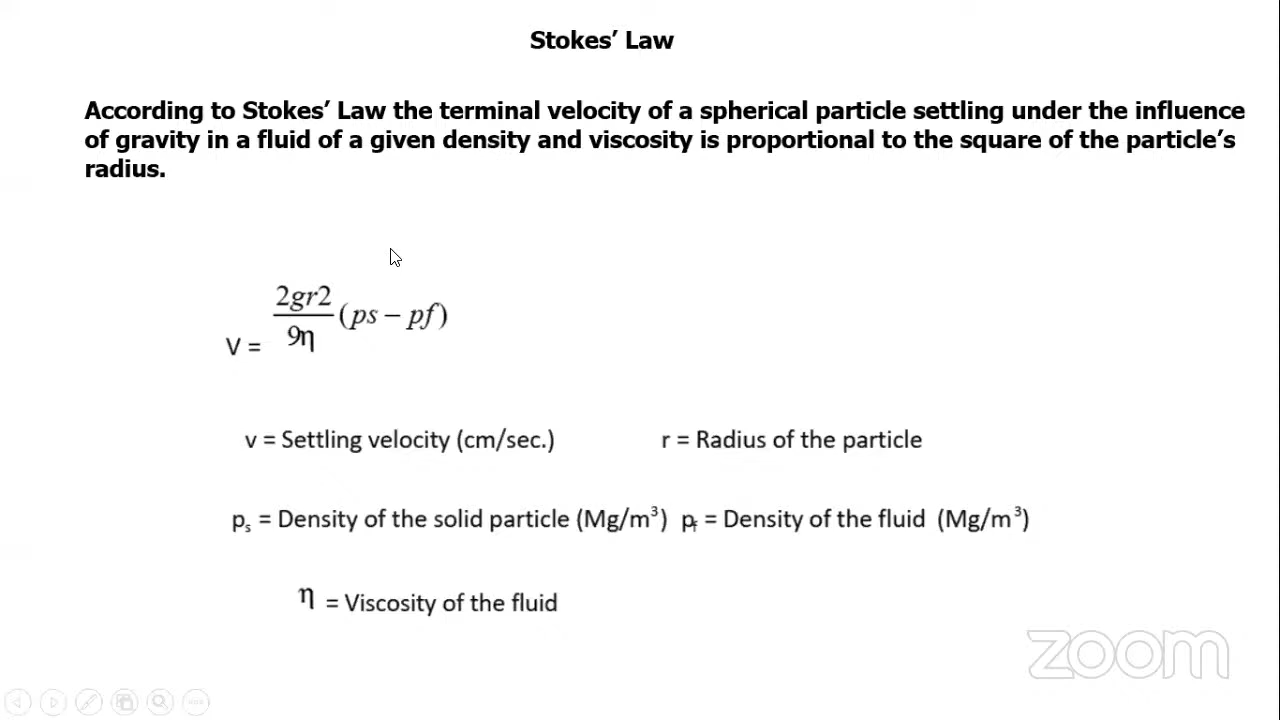 Stokes’ Law
According to Stokes’ Law the terminal velocity of a spherical particle settling under the influence
of gravity in a fluid of a given density and viscosity is proportional to the square of the particle’s
radius.
V = 2gr2/9η (ps – pf)
v = Settling velocity (cm/sec.) r = Radius of the particle
pₛ = Density of the solid particle (Mg/m³) p_f = Density of the fluid (Mg/m³)
η = Viscosity of the fluid
zoom